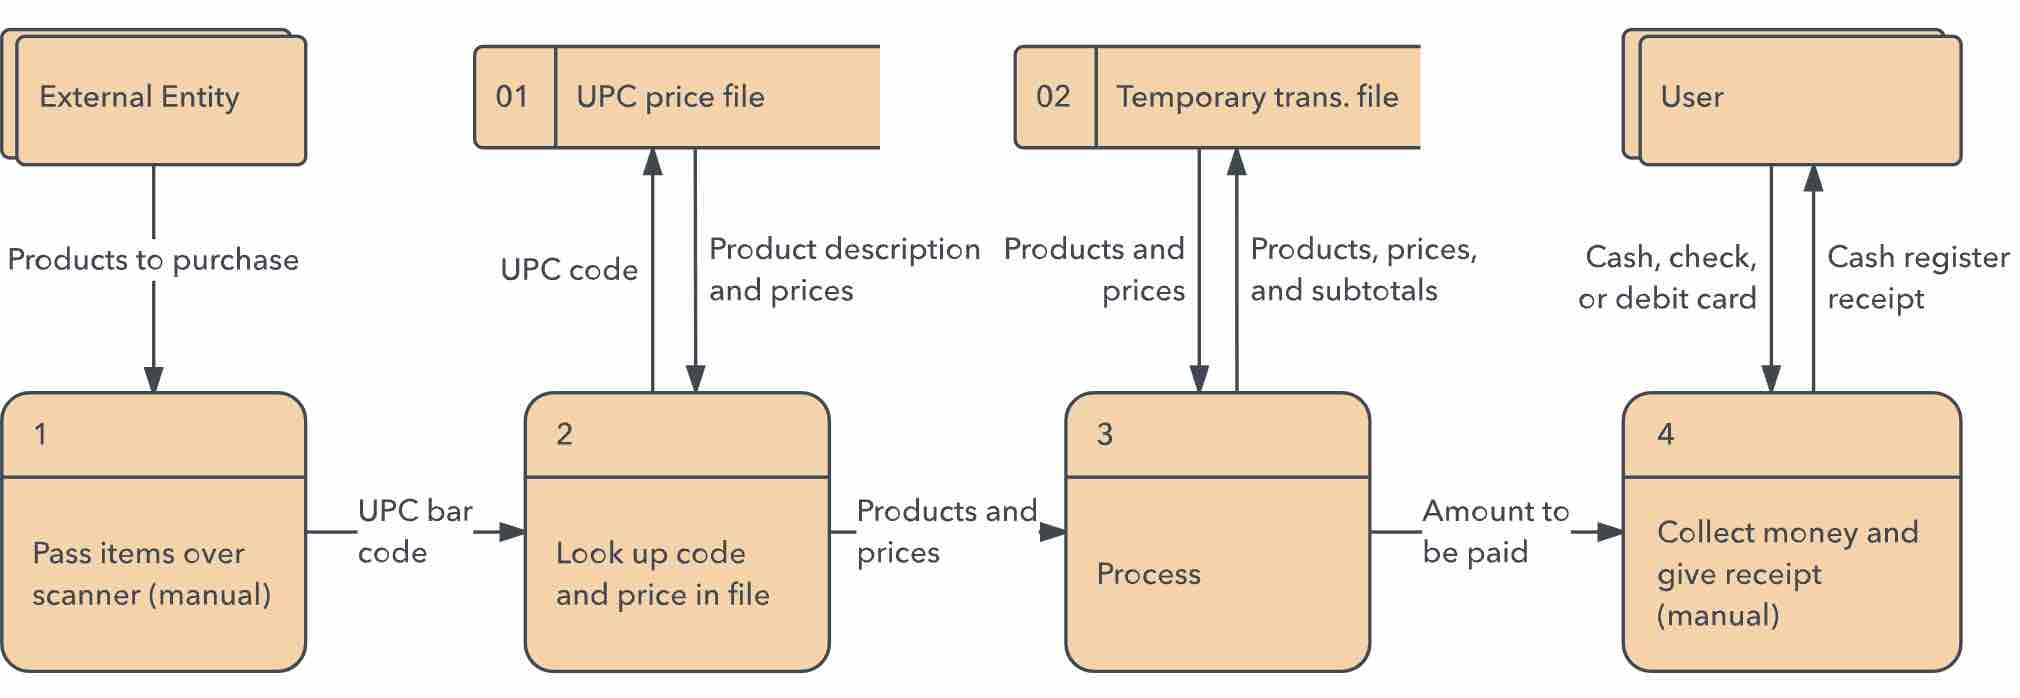 External Entity
01
UPC price file
02
Temporary trans. file
User
Products to purchase
UPC code
Product description
and prices
Products and
prices
Products, prices,
and subtotals
Cash, check,
or debit card
Cash register
receipt
1
Pass items over
scanner (manual)
UPC bar
code
2
Look up code
and price in file
Products and
prices
3
Process
Amount to
be paid
4
Collect money and
give receipt
(manual)